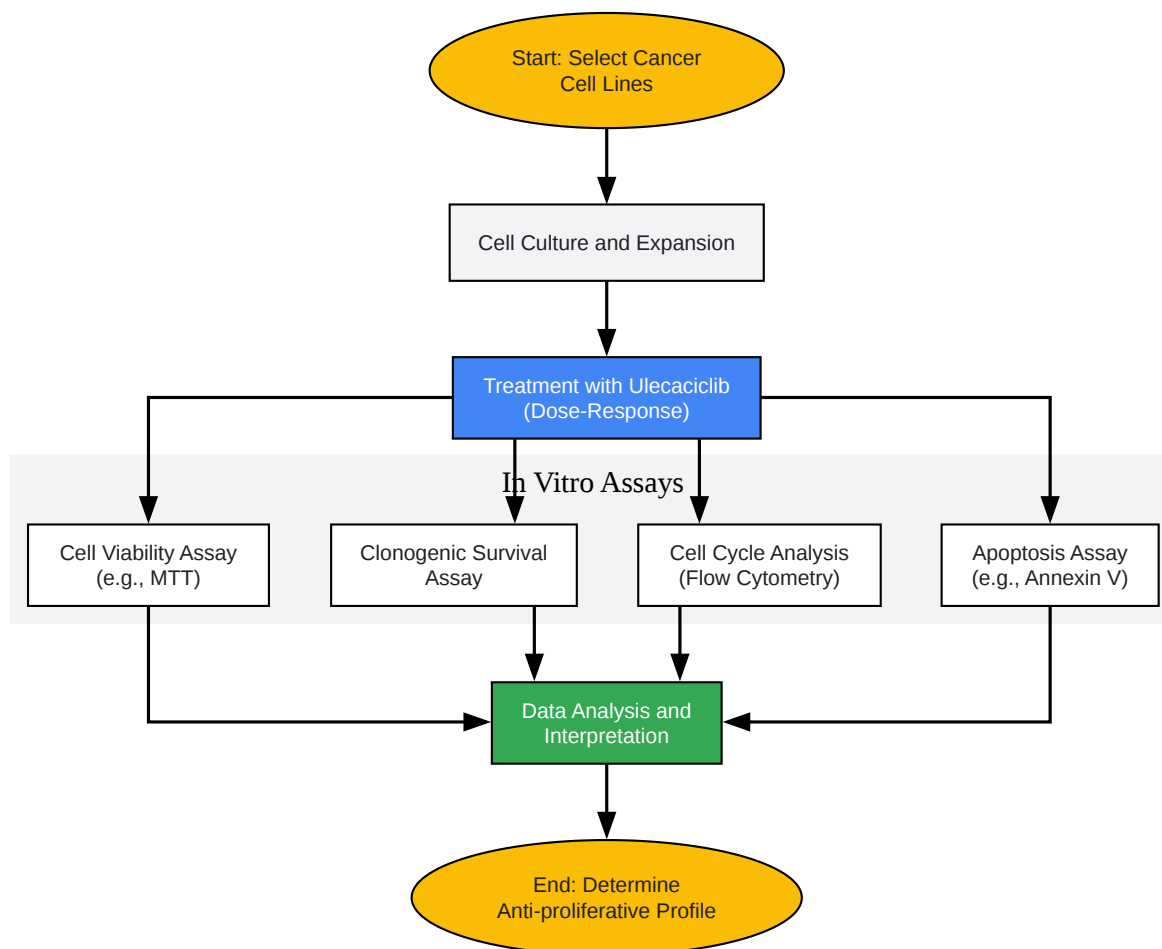 Start: Select Cancer
Cell Lines
Cell Culture and Expansion
Treatment with Ulecaciclib
(Dose-Response)
In Vitro Assays
Cell Viability Assay
(e.g., MTT)
Clonogenic Survival
Assay
Cell Cycle Analysis
(Flow Cytometry)
Apoptosis Assay
(e.g., Annexin V)
Data Analysis and
Interpretation
End: Determine
Anti-proliferative Profile